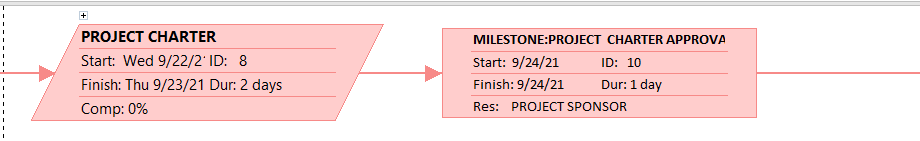 PROJECT CHARTER
Start: Wed 9/22/2 ID: 8
Finish: Thu 9/23/21 Dur: 2 days
Comp: 0%
MILESTONE:PROJECT CHARTER APPROVA
Start: 9/24/21 ID: 10
Finish: 9/24/21 Dur: 1 day
Res: PROJECT SPONSOR